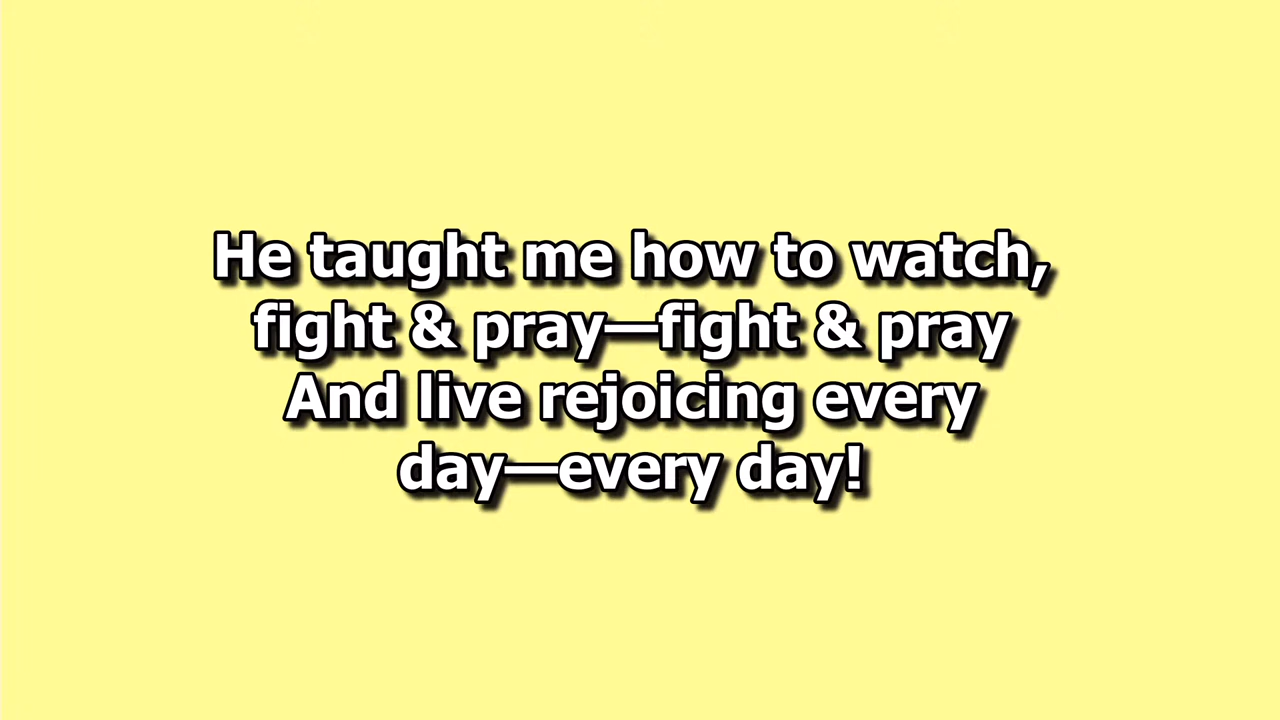 He taught me how to watch,
fight & pray—fight & pray
And live rejoicing every
day—every day!